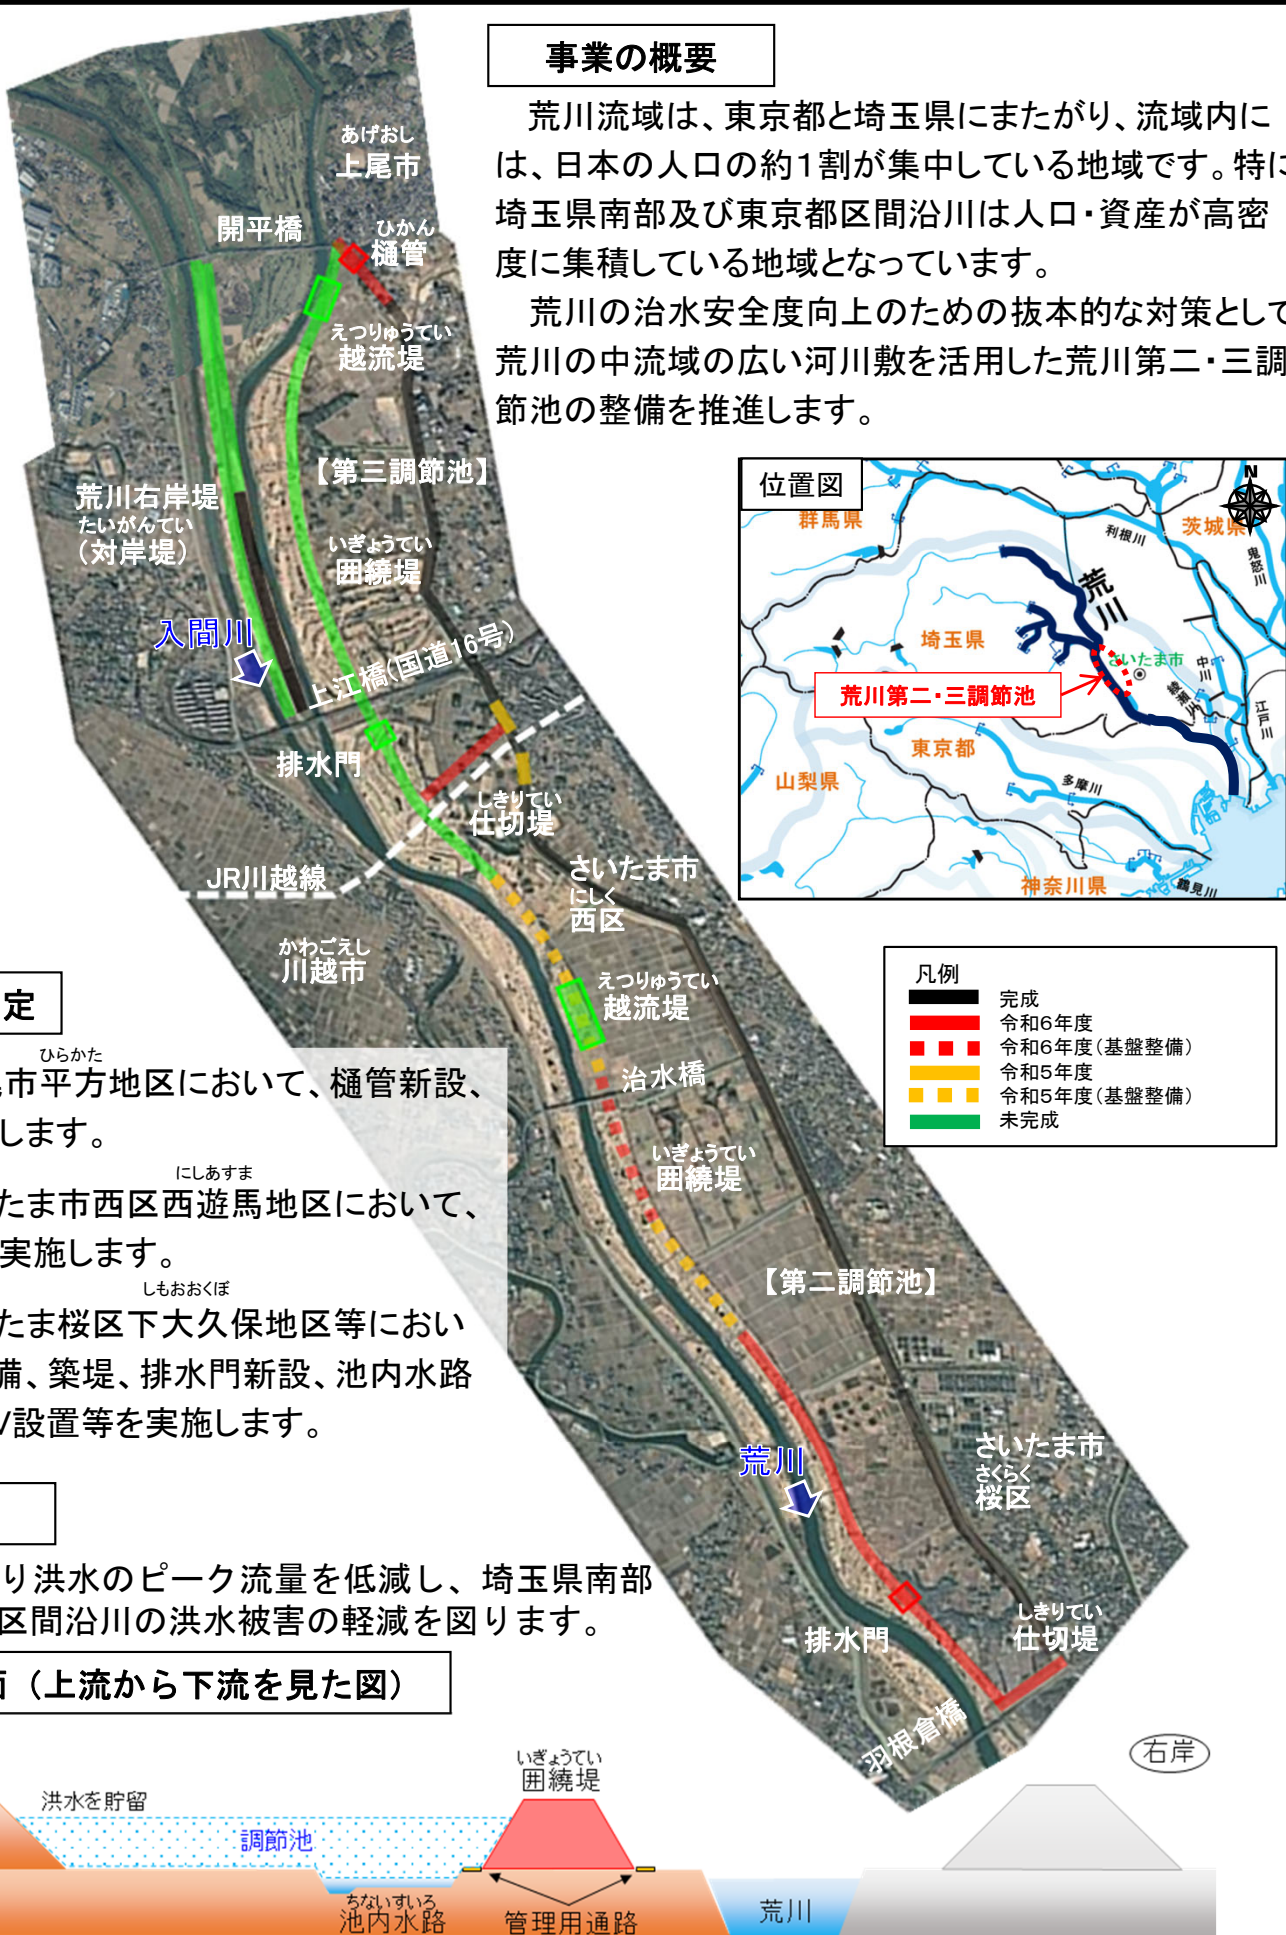 事業の概要
荒川流域は、東京都と埼玉県にまたがり、流域内に
は、日本の人口の約1割が集中している地域です。特に
埼玉県南部及び東京都区間沿川は人口・資産が高密
度に集積している地域となっています。
荒川の治水安全度向上のための抜本的な対策として
荒川の中流域の広い河川敷を活用した荒川第二・三調
節池の整備を推進します。
あげおし
上尾市
開平橋
ひかん
樋管
えつりゅうてい
越流堤
【第三調節池】
荒川右岸堤
たいがんてい
(対岸堤)
いぎょうてい
囲繞堤
入間川
上江橋(国道16号)
排水門
しきりてい
仕切堤
JR川越線
さいたま市
にしく
西区
かわごえし
川越市
えつりゅうてい
越流堤
治水橋
いぎょうてい
囲繞堤
【第二調節池】
荒川
さいたま市
さくらく
桜区
排水門
しきりてい
仕切堤
羽根倉橋
位置図
N
群馬県
利根川
茨城県
鬼怒川
荒川
埼玉県
さいたま市
中川
綾瀬川
江戸川
荒川第二・三調節池
東京都
山梨県
多摩川
神奈川県
鶴見川
凡例
完成
令和6年度
令和6年度(基盤整備)
令和5年度
令和5年度(基盤整備)
未完成
定
ひらかた
市平方地区において、樋管新設、
します。
にしあすま
たま市西区西遊馬地区において、
実施します。
しもおおくぼ
たま桜区下大久保地区等におい
備、築堤、排水門新設、池内水路
V設置等を実施します。
り洪水のピーク流量を低減し、埼玉県南部
区間沿川の洪水被害の軽減を図ります。
(上流から下流を見た図)
右岸
いぎょうてい
囲繞堤
洪水を貯留
調節池
ちないすいろ
池内水路
管理用通路
荒川